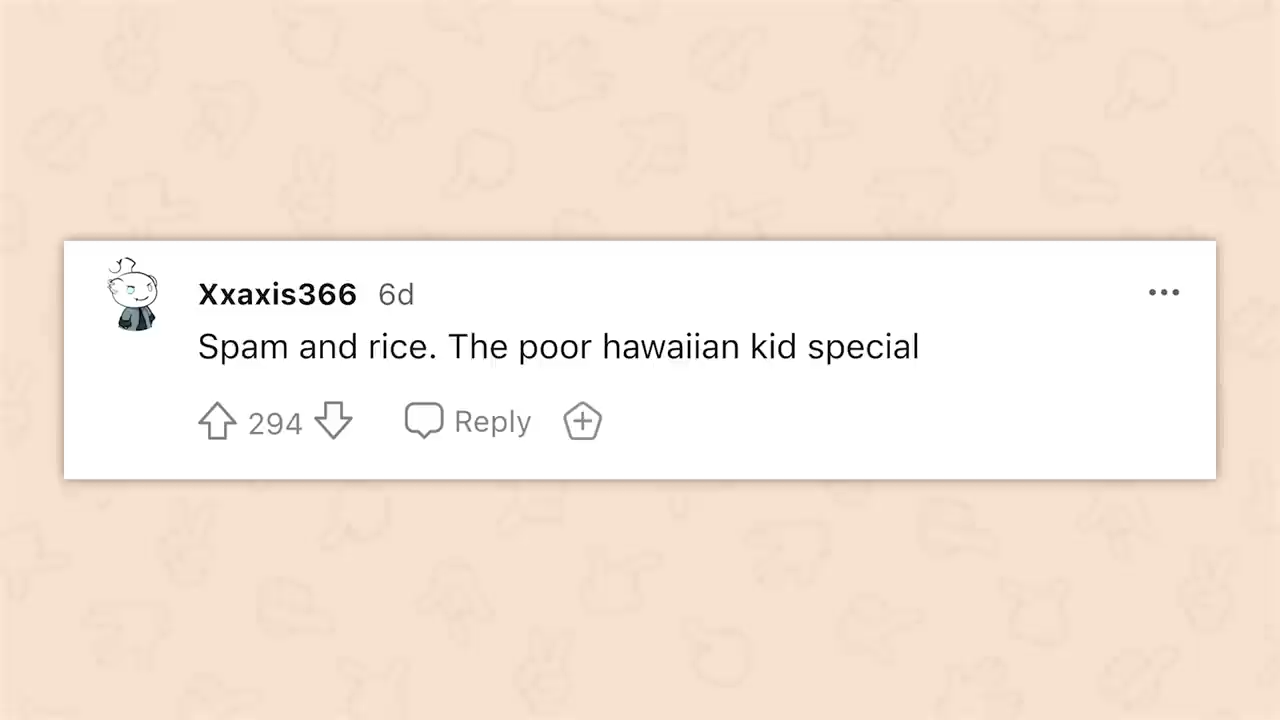 Xxaxis366 6d
Spam and rice. The poor hawaiian kid special
294 Reply